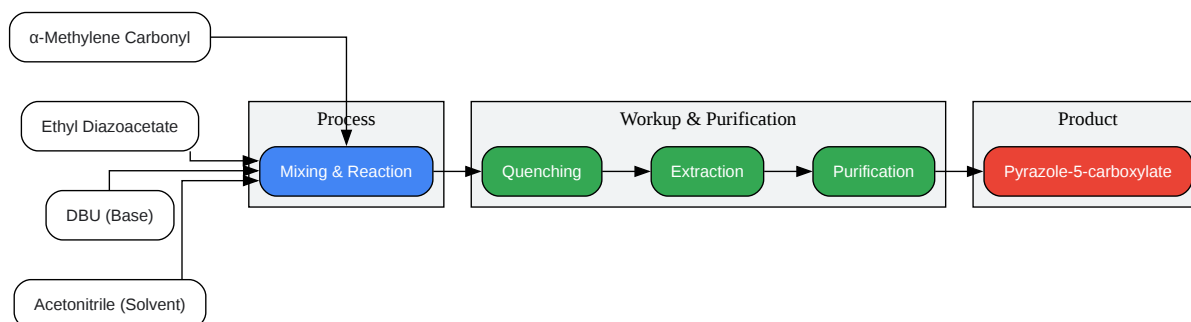 α-Methylene Carbonyl
Ethyl Diazoacetate
DBU (Base)
Acetonitrile (Solvent)
Process
Mixing & Reaction
Workup & Purification
Quenching
Extraction
Purification
Product
Pyrazole-5-carboxylate